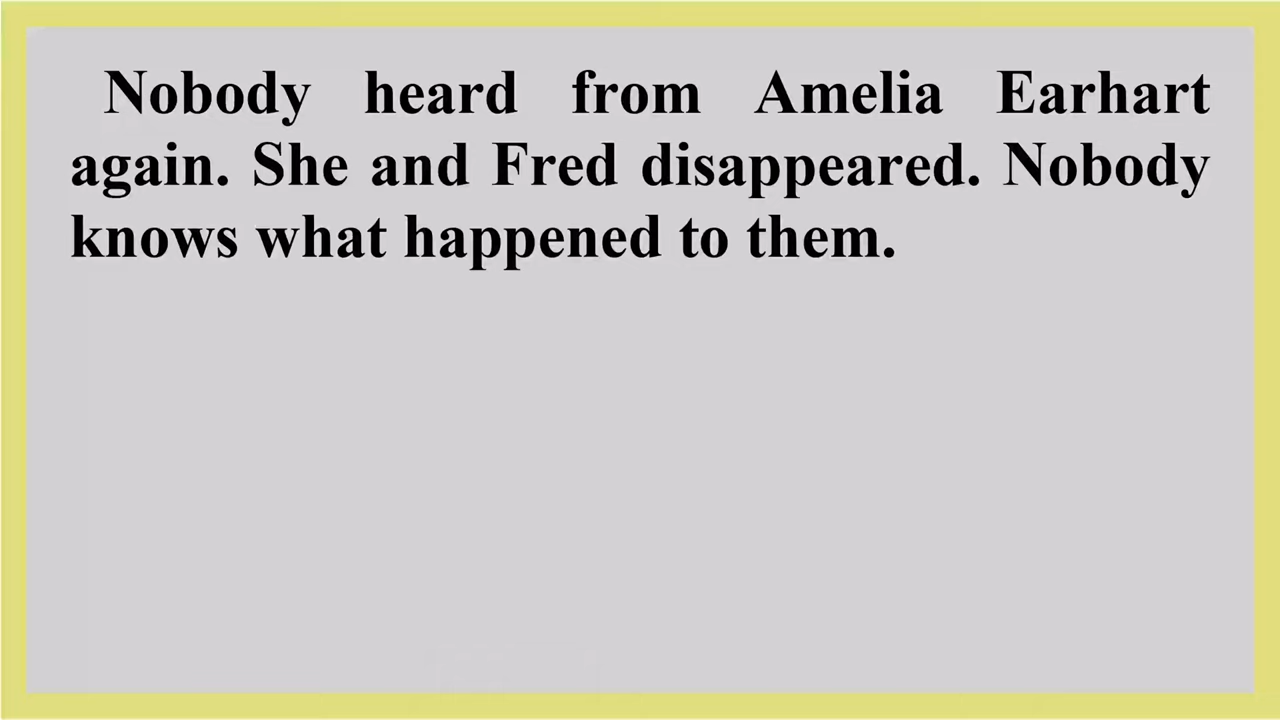 Nobody heard from Amelia Earhart
again. She and Fred disappeared. Nobody
knows what happened to them.